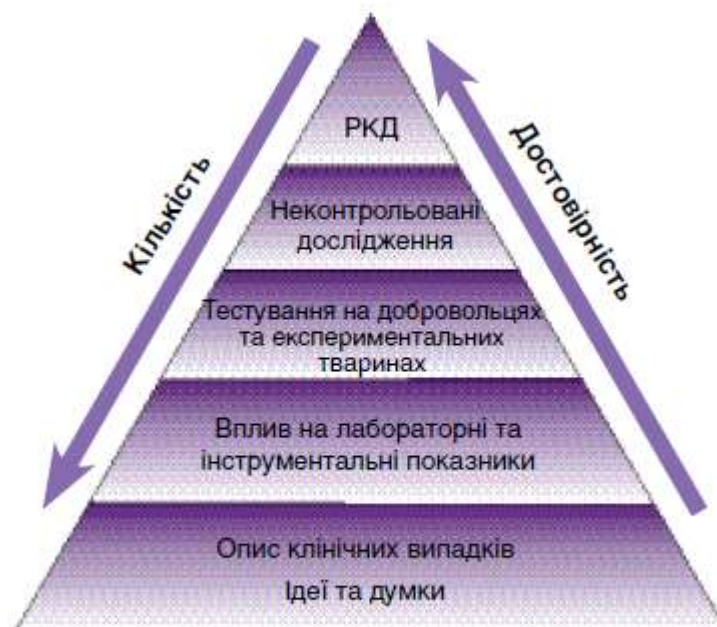 РКД
Кількість
Достовірність
Неконтрольовані
дослідження
Тестування на добровольцях
та експериментальних
тваринах
Вплив на лабораторні та
інструментальні показники
Опис клінічних випадків
Ідеї та думки